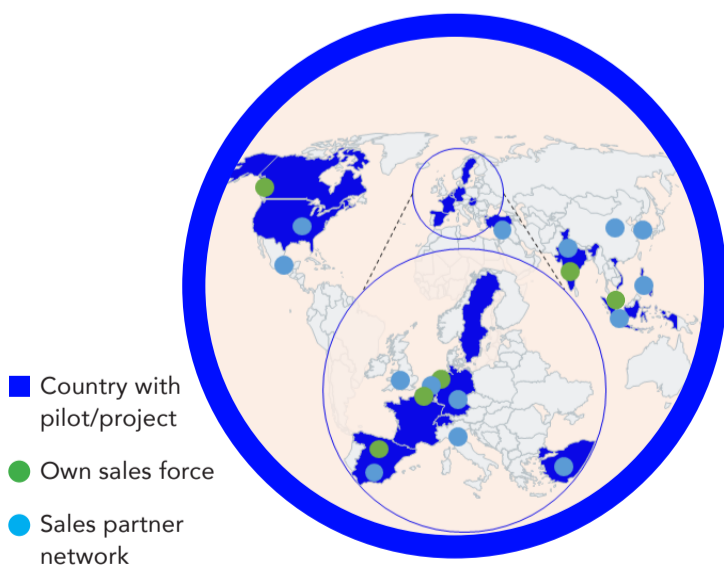 Country with
pilot/project
Own sales force
Sales partner
network